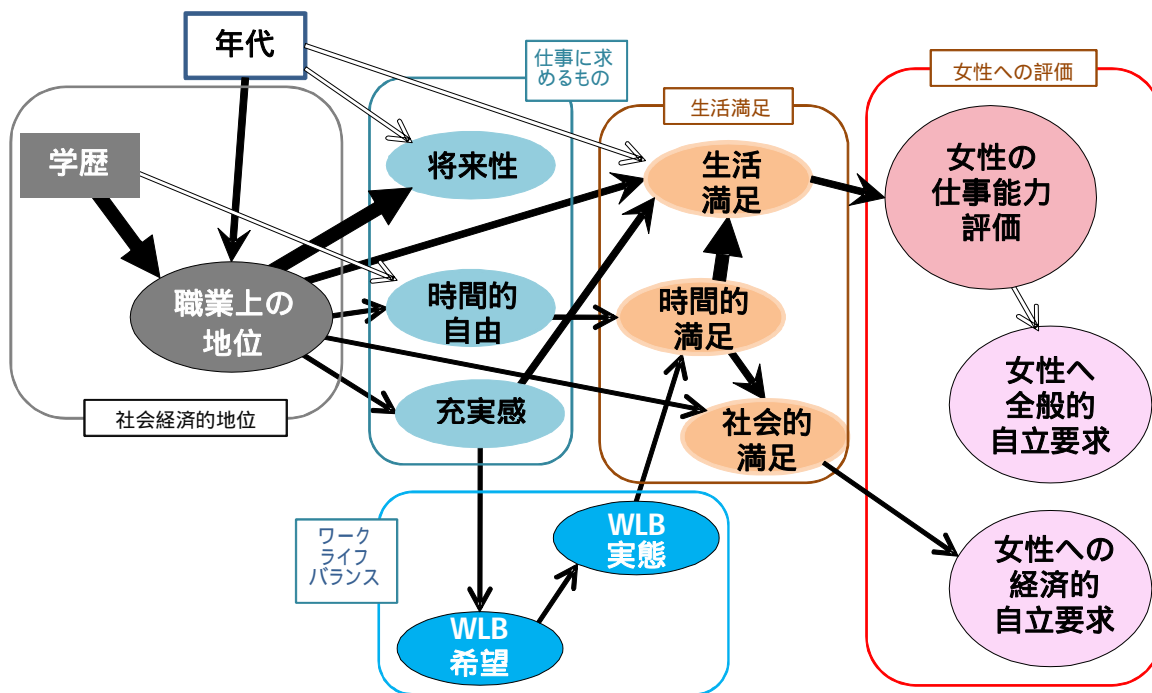 年代
仕事に求
めるもの
女性への評価
生活満足
学歴
将来性
生活
満足
女性の
仕事能力
評価
職業上の
地位
時間的
自由
時間的
満足
女性へ
全般的
自立要求
社会経済的地位
充実感
社会的
満足
ワーク
ライフ
バランス
WLB
実態
女性への
経済的
自立要求
WLB
希望